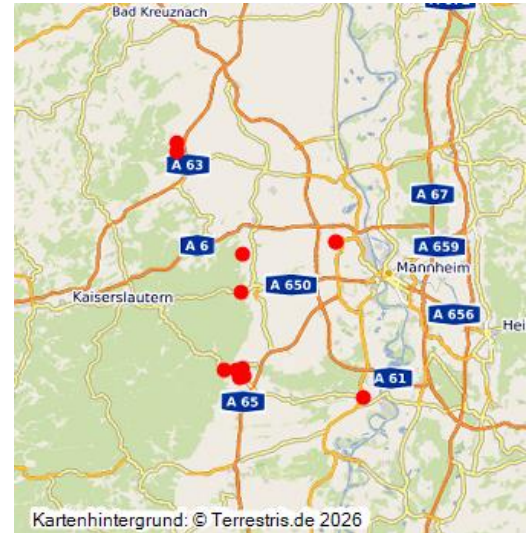 Bad Kreuznach
A 63
A 67
A 6
A 659
Mannheim
A 650
Kaiserslautern
A 656
Hei
A 61
A 65
Kartenhintergrund: © Terrestris.de 2026